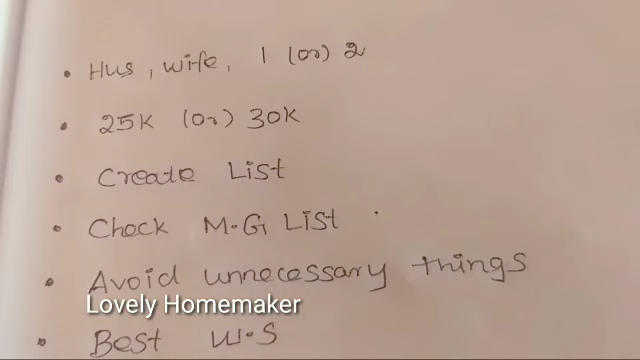 • Hus, wife, 1 (or) 2
• 25K (or) 30K
• Create List
• Check M.G List
• Avoid unnecessary things
Lovely Homemaker
• Best W.S